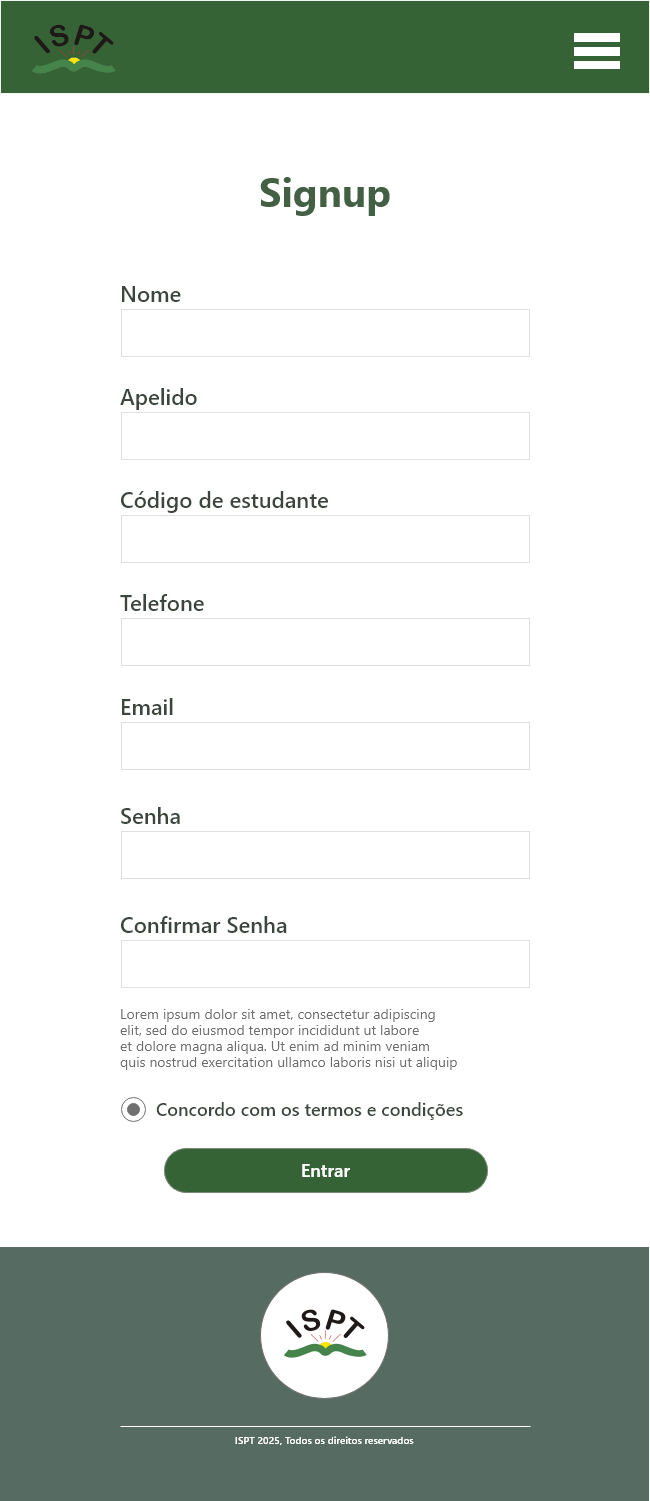 ISPT
Signup
Nome
Apelido
Código de estudante
Telefone
Email
Senha
Confirmar Senha
Lorem ipsum dolor sit amet, consectetur adipiscing
elit, sed do eiusmod tempor incididunt ut labore
et dolore magna aliqua. Ut enim ad minim veniam
quis nostrud exercitation ullamco laboris nisi ut aliquip
Concordo com os termos e condições
Entrar
ISPT
ISPT 2025, Todos os direitos reservados